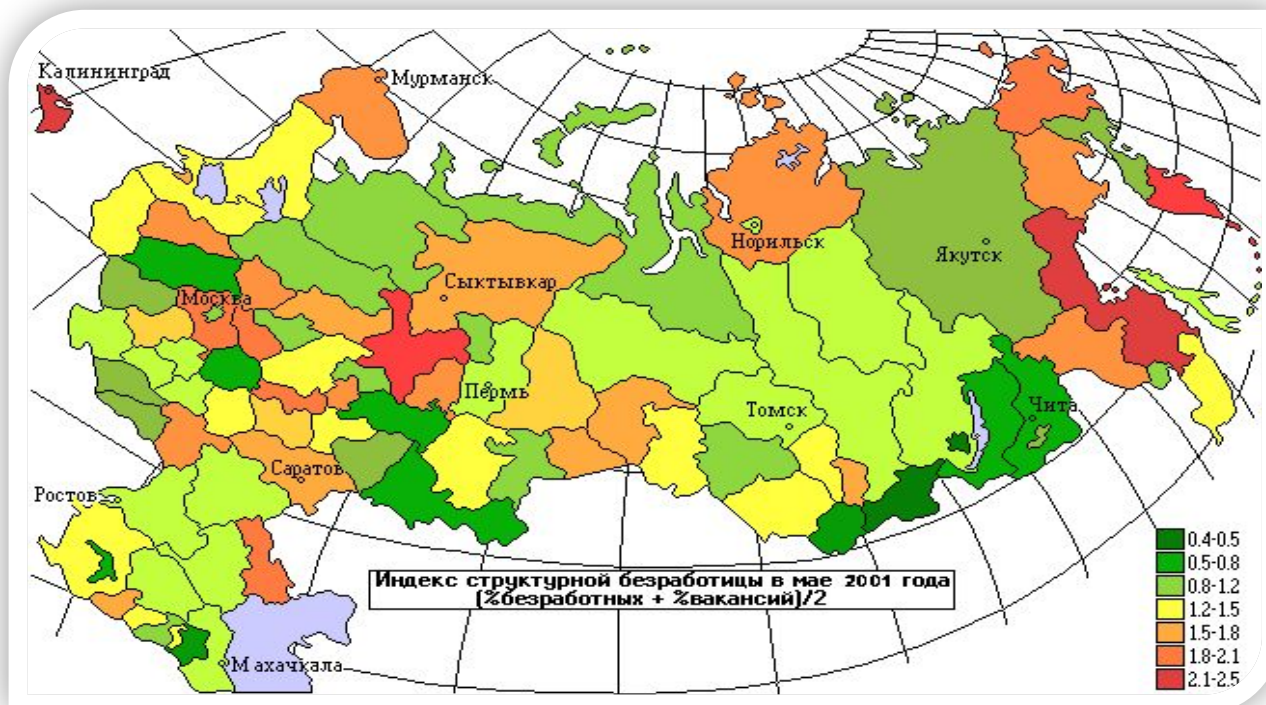 Калининград
Мурманск
Норильск
Якутск
Сыктывкар
Москва
Пермь
Томск
Чита
Саратов
Ростов
Махачкала
Индекс структурной безработицы в мае 2001 года
(%безработных + %вакансий)/2
0.4-0.5
0.5-0.8
0.8-1.2
1.2-1.5
1.5-1.8
1.8-2.1
2.1-2.5